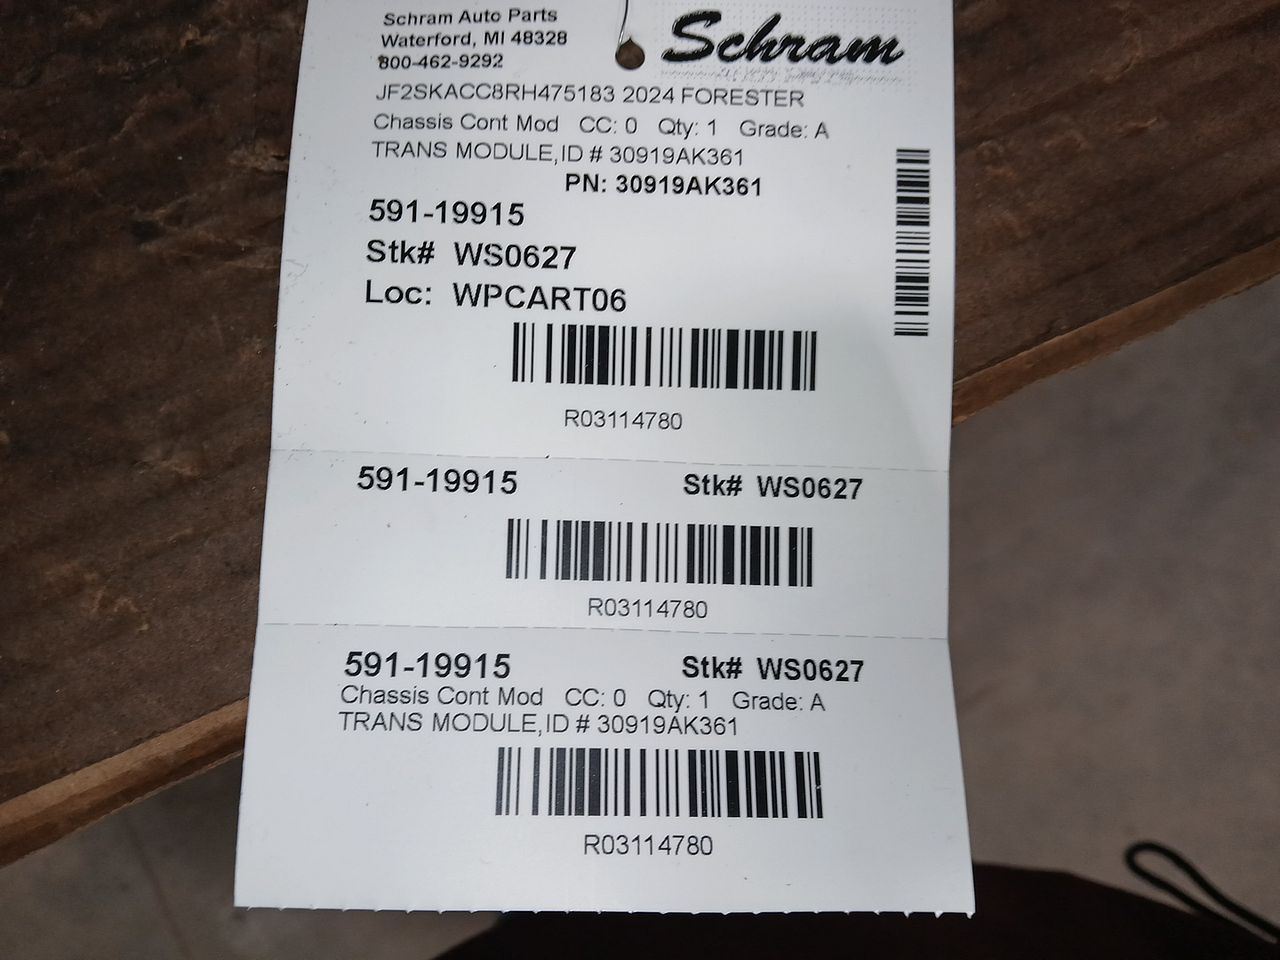 Schram Auto Parts
Waterford, MI 48328
800-462-9292
Schram
JF2SKACC8RH475183 2024 FORESTER
Chassis Cont Mod CC: 0 Qty: 1 Grade: A
TRANS MODULE,ID # 30919AK361
PN: 30919AK361
591-19915
Stk# WS0627
Loc: WPCART06
R03114780
591-19915 Stk# WS0627
R03114780
591-19915 Stk# WS0627
Chassis Cont Mod CC: 0 Qty: 1 Grade: A
TRANS MODULE,ID # 30919AK361
R03114780